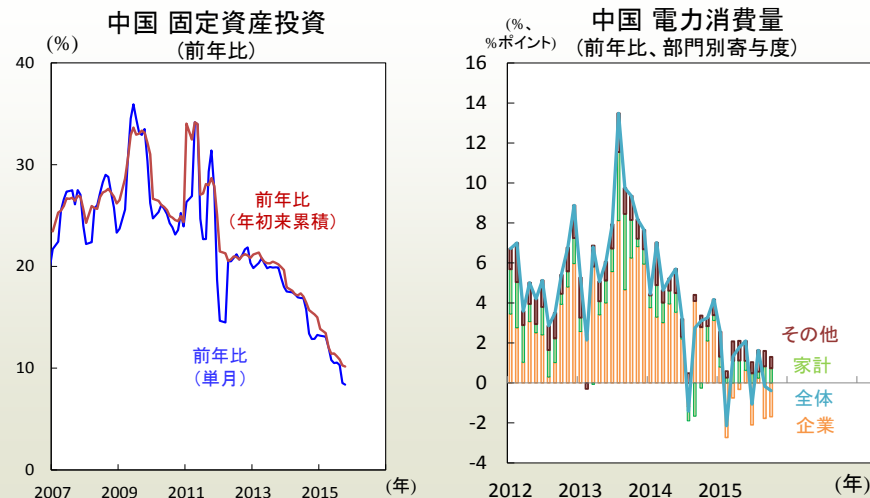 中国 固定資産投資
(前年比)
(%)
40
30
20
10
0
2007
2009
2011
2013
2015
(年)
前年比
(年初来累積)
前年比
(単月)
中国 電力消費量
(前年比、部門別寄与度)
(%、
%ポイント)
16
14
12
10
8
6
4
2
0
-2
-4
2012
2013
2014
2015
(年)
その他
家計
全体
企業